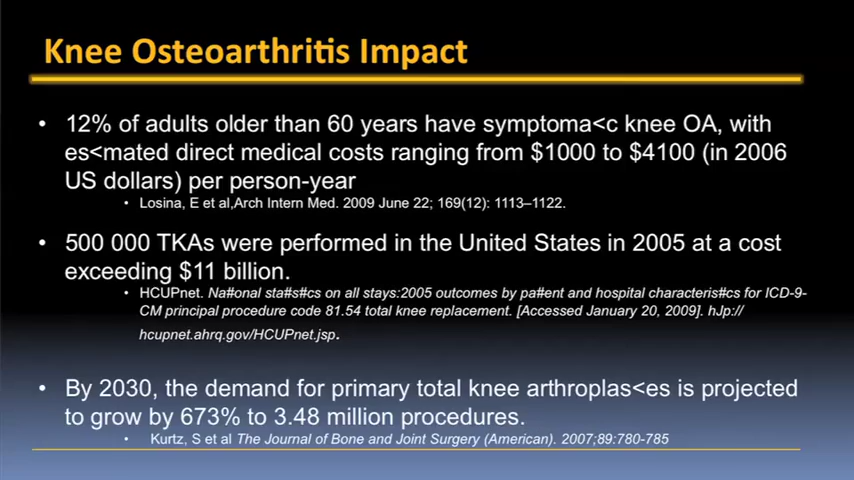 Knee Osteoarthritis Impact
• 12% of adults older than 60 years have symptoma<c knee OA, with
es<mated direct medical costs ranging from $1000 to $4100 (in 2006
US dollars) per person-year
• Losina, E et al,Arch Intern Med. 2009 June 22; 169(12): 1113–1122.
• 500 000 TKAs were performed in the United States in 2005 at a cost
exceeding $11 billion.
• HCUPnet. Na#onal sta#s#cs on all stays:2005 outcomes by pa#ent and hospital characteris#cs for ICD-9-
CM principal procedure code 81.54 total knee replacement. [Accessed January 20, 2009]. hJp://
hcupnet.ahrq.gov/HCUPnet.jsp.
• By 2030, the demand for primary total knee arthroplas<es is projected
to grow by 673% to 3.48 million procedures.
• Kurtz, S et al The Journal of Bone and Joint Surgery (American). 2007;89:780-785